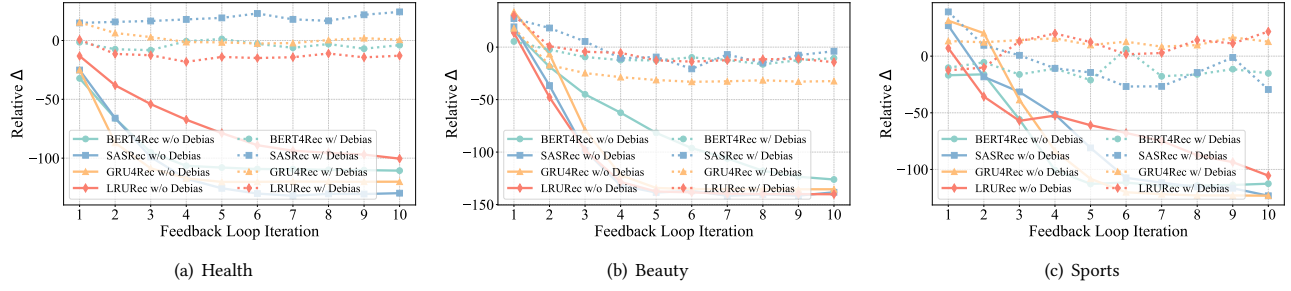 Relative Δ
0
−50
−100
1 2 3 4 5 6 7 8 9 10
Feedback Loop Iteration
BERT4Rec w/o Debias
SASRec w/o Debias
GRU4Rec w/o Debias
LRURec w/o Debias
BERT4Rec w/ Debias
SASRec w/ Debias
GRU4Rec w/ Debias
LRURec w/ Debias
(a) Health
Relative Δ
0
−50
−100
−150
1 2 3 4 5 6 7 8 9 10
Feedback Loop Iteration
BERT4Rec w/o Debias
SASRec w/o Debias
GRU4Rec w/o Debias
LRURec w/o Debias
BERT4Rec w/ Debias
SASRec w/ Debias
GRU4Rec w/ Debias
LRURec w/ Debias
(b) Beauty
Relative Δ
0
−50
−100
1 2 3 4 5 6 7 8 9 10
Feedback Loop Iteration
BERT4Rec w/o Debias
SASRec w/o Debias
GRU4Rec w/o Debias
LRURec w/o Debias
BERT4Rec w/ Debias
SASRec w/ Debias
GRU4Rec w/ Debias
LRURec w/ Debias
(c) Sports